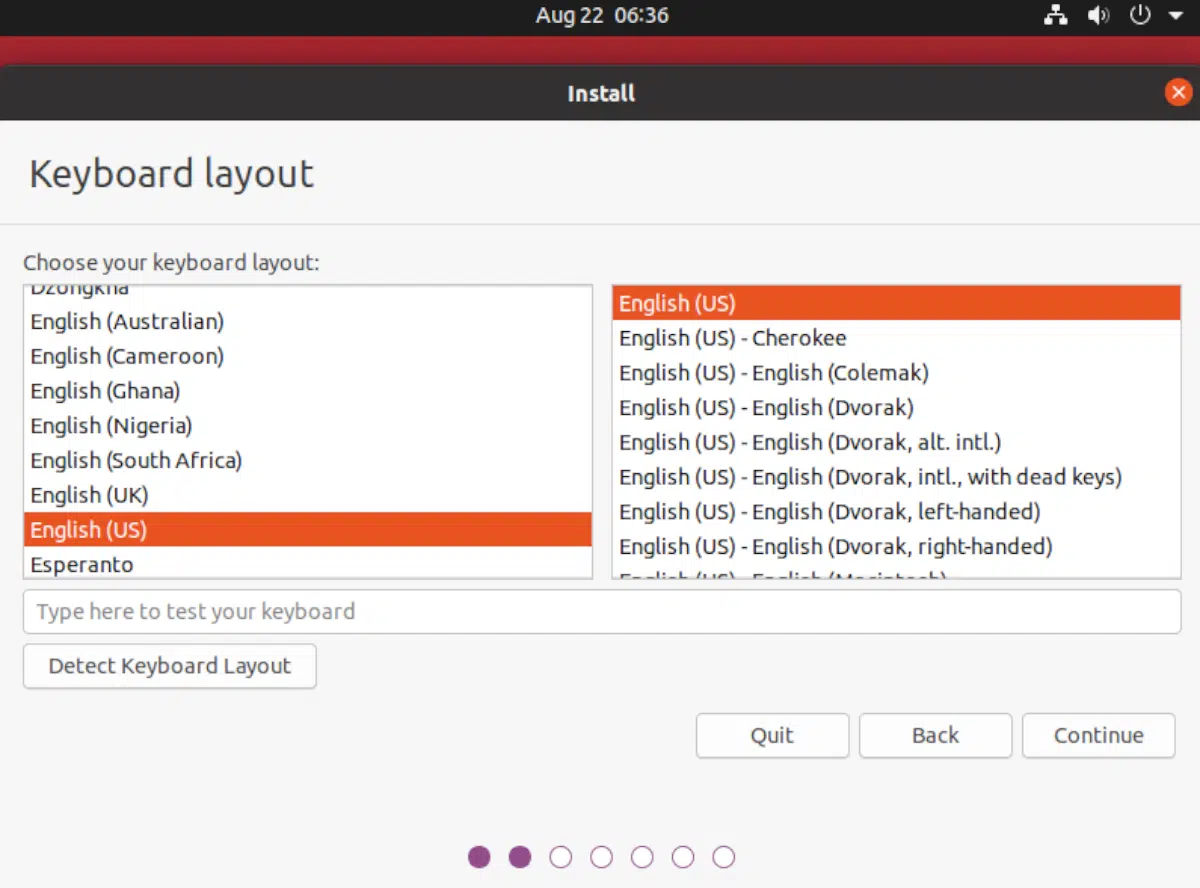 Aug 22 06:36
Install
Keyboard layout
Choose your keyboard layout:
Dzongkha
English (Australian)
English (Cameroon)
English (Ghana)
English (Nigeria)
English (South Africa)
English (UK)
English (US)
Esperanto
English (US)
English (US) - Cherokee
English (US) - English (Colemak)
English (US) - English (Dvorak)
English (US) - English (Dvorak, alt. intl.)
English (US) - English (Dvorak, intl., with dead keys)
English (US) - English (Dvorak, left-handed)
English (US) - English (Dvorak, right-handed)
English (US) - English (Macintosh)
Type here to test your keyboard
Detect Keyboard Layout
Quit
Back
Continue